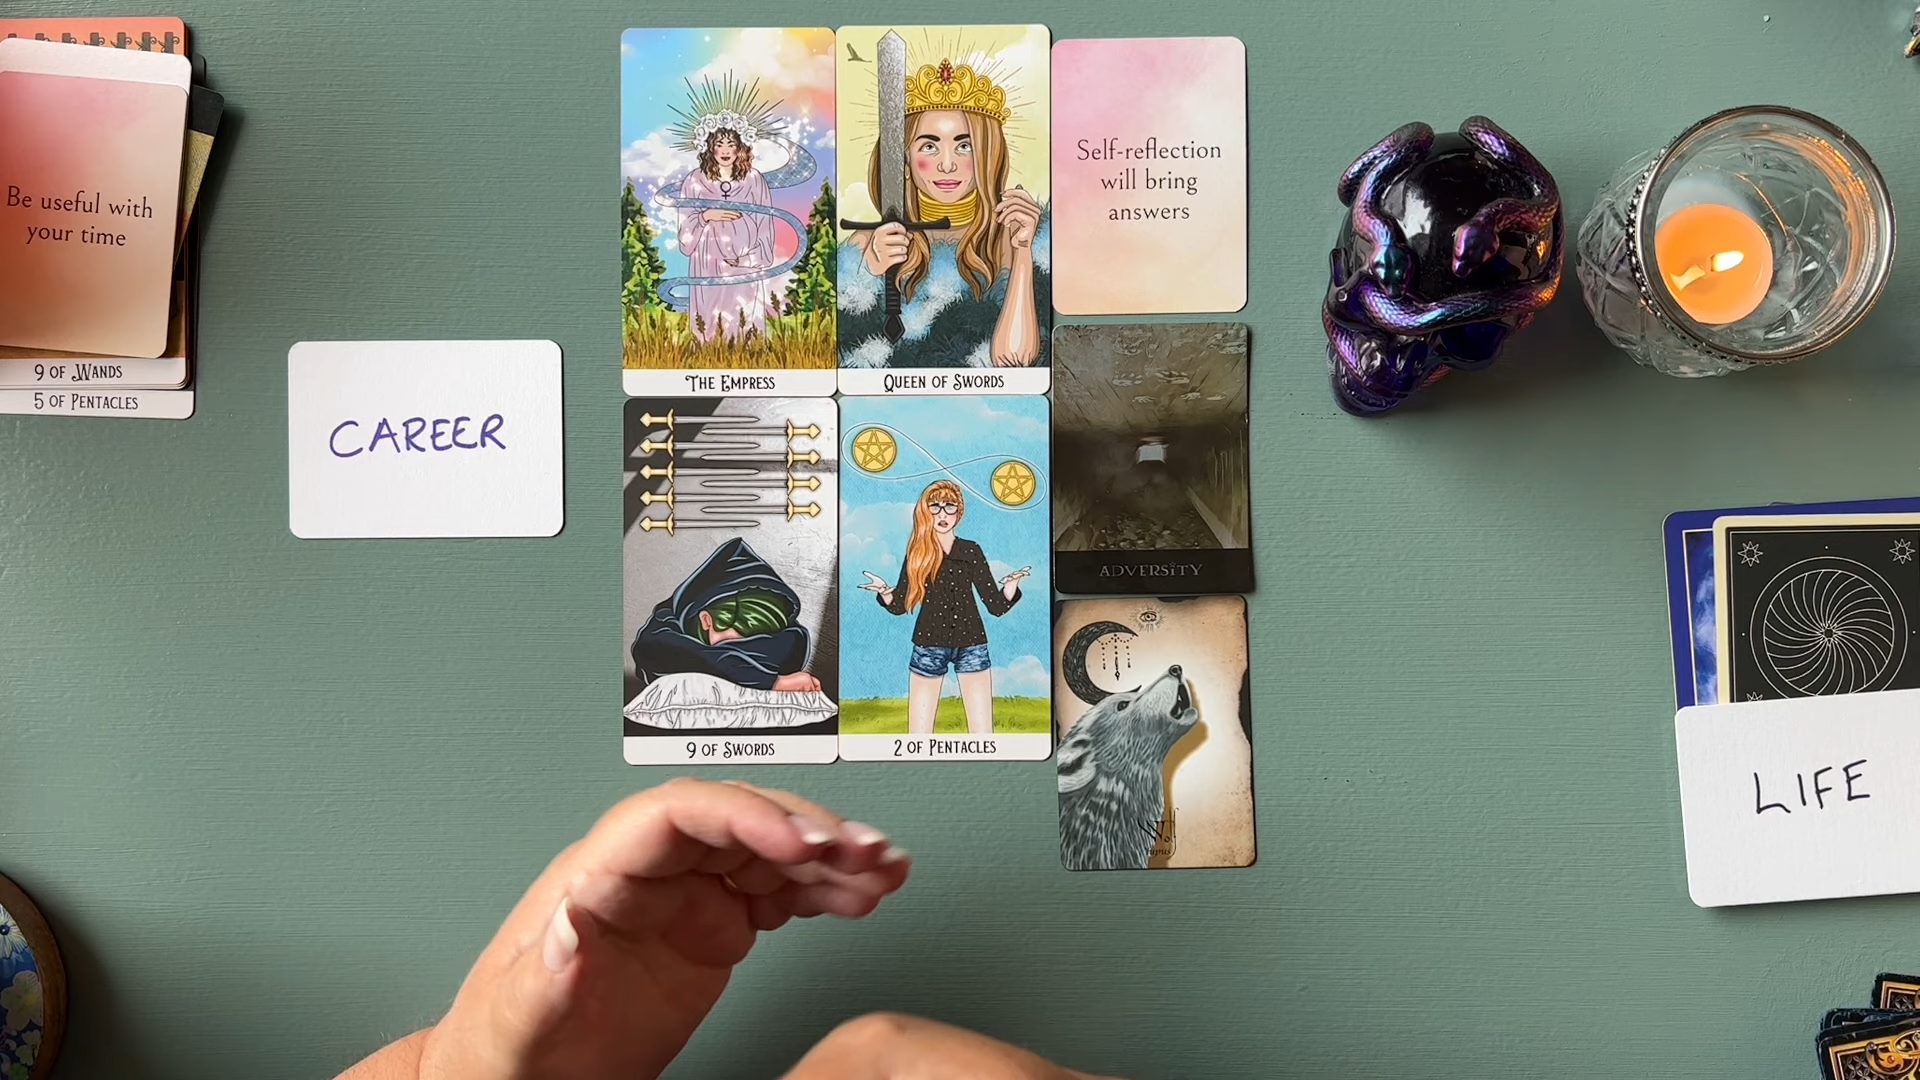 Be useful with
your time
9 OF WANDS
5 OF PENTACLES
CAREER
THE EMPRESS
QUEEN OF SWORDS
Self-reflection
will bring
answers
9 OF SWORDS
2 OF PENTACLES
ADVERSITY
LIFE